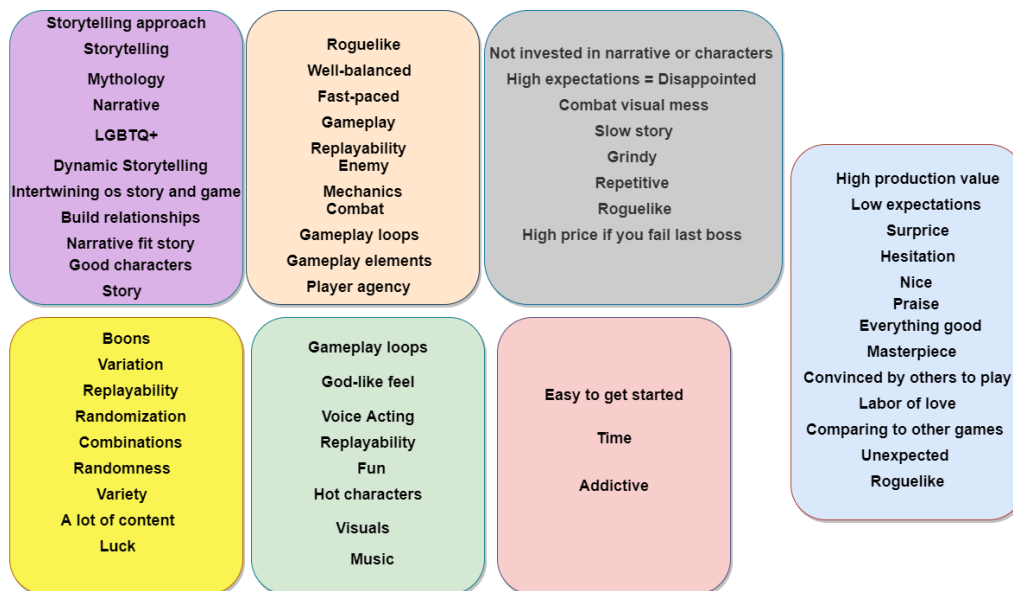 Storytelling approach
Storytelling
Mythology
Narrative
LGBTQ+
Dynamic Storytelling
Intertwining os story and game
Build relationships
Narrative fit story
Good characters
Story
Roguelike
Well-balanced
Fast-paced
Gameplay
Replayability
Enemy
Mechanics
Combat
Gameplay loops
Gameplay elements
Player agency
Not invested in narrative or characters
High expectations = Disappointed
Combat visual mess
Slow story
Grindy
Repetitive
Roguelike
High price if you fail last boss
High production value
Low expectations
Surprice
Hesitation
Nice
Praise
Everything good
Masterpiece
Convinced by others to play
Labor of love
Comparing to other games
Unexpected
Roguelike
Boons
Variation
Replayability
Randomization
Combinations
Randomness
Variety
A lot of content
Luck
Gameplay loops
God-like feel
Voice Acting
Replayability
Fun
Hot characters
Visuals
Music
Easy to get started
Time
Addictive